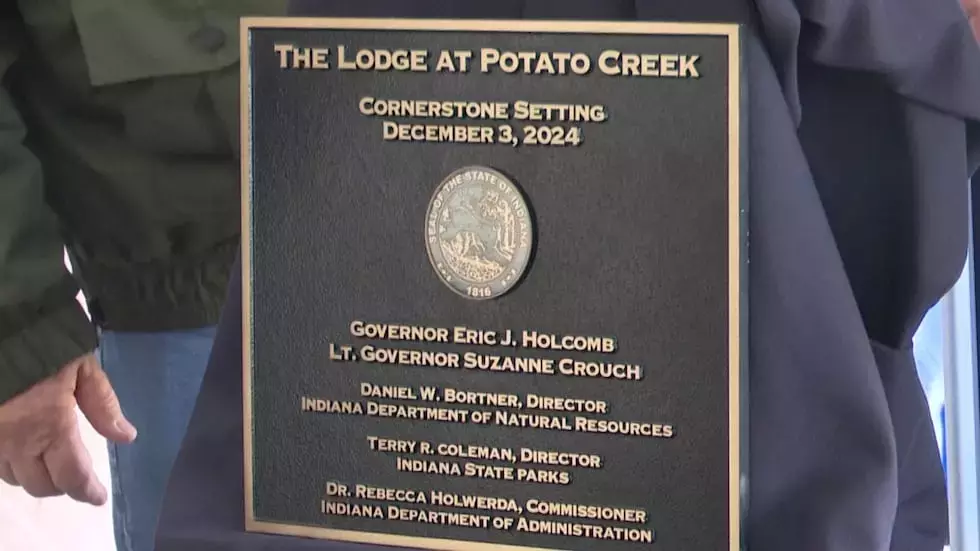 THE LODGE AT POTATO CREEK
CORNERSTONE SETTING
DECEMBER 3, 2024
SEAL OF THE STATE OF INDIANA
1816
GOVERNOR ERIC J. HOLCOMB
LT. GOVERNOR SUZANNE CROUCH
DANIEL W. BORTNER, DIRECTOR
INDIANA DEPARTMENT OF NATURAL RESOURCES
TERRY R. COLEMAN, DIRECTOR
INDIANA STATE PARKS
DR. REBECCA HOLWERDA, COMMISSIONER
INDIANA DEPARTMENT OF ADMINISTRATION